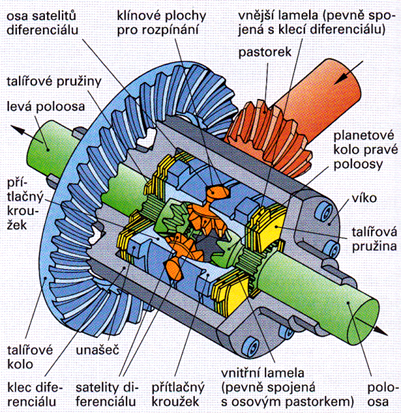 osa satelitů
diferenciálu
klínové plochy
pro rozpínání
vnější lamela (pevně spo-
jená s klecí diferenciálu)
pastorek
talířové pružiny
levá poloosa
planetové
kolo pravé
poloosy
pří-
tlačný
krou-
žek
víko
talířová
pružina
talířové
kolo
unašeč
klec dife-
renciálu
satelity di-
ferenciálu
přítlačný
kroužek
vnitřní lamela
(pevně spojená
s osovým pastorkem)
polo-
osa